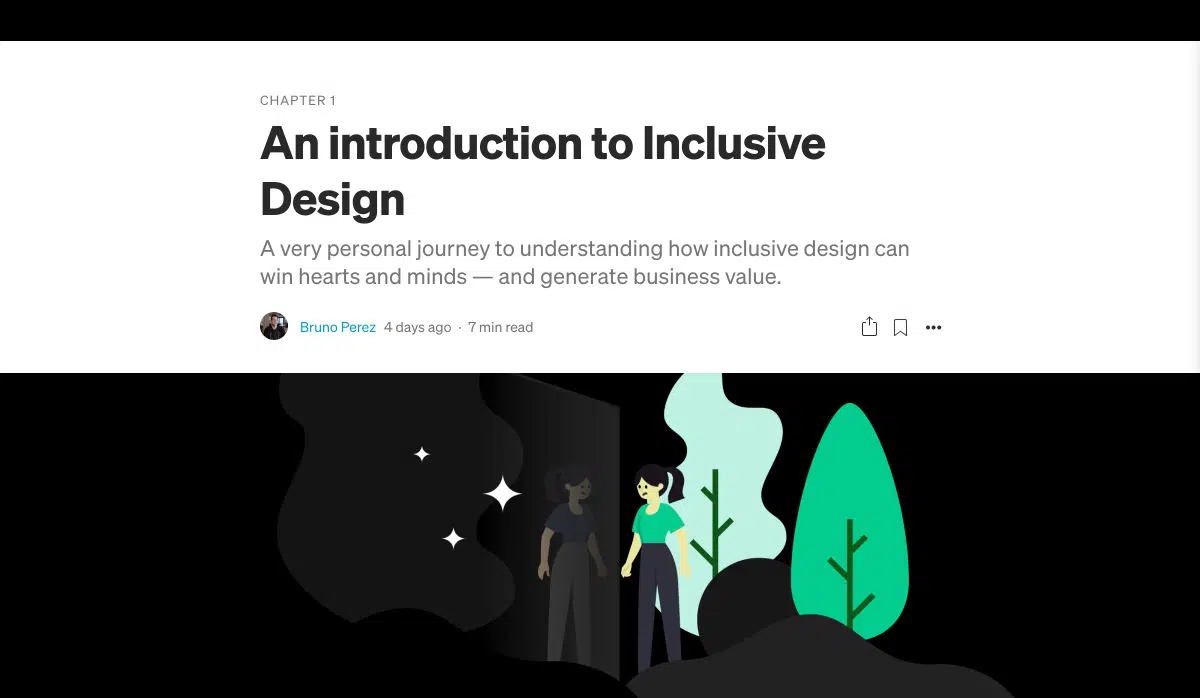 CHAPTER 1
An introduction to Inclusive
Design
A very personal journey to understanding how inclusive design can
win hearts and minds — and generate business value.
Bruno Perez 4 days ago · 7 min read